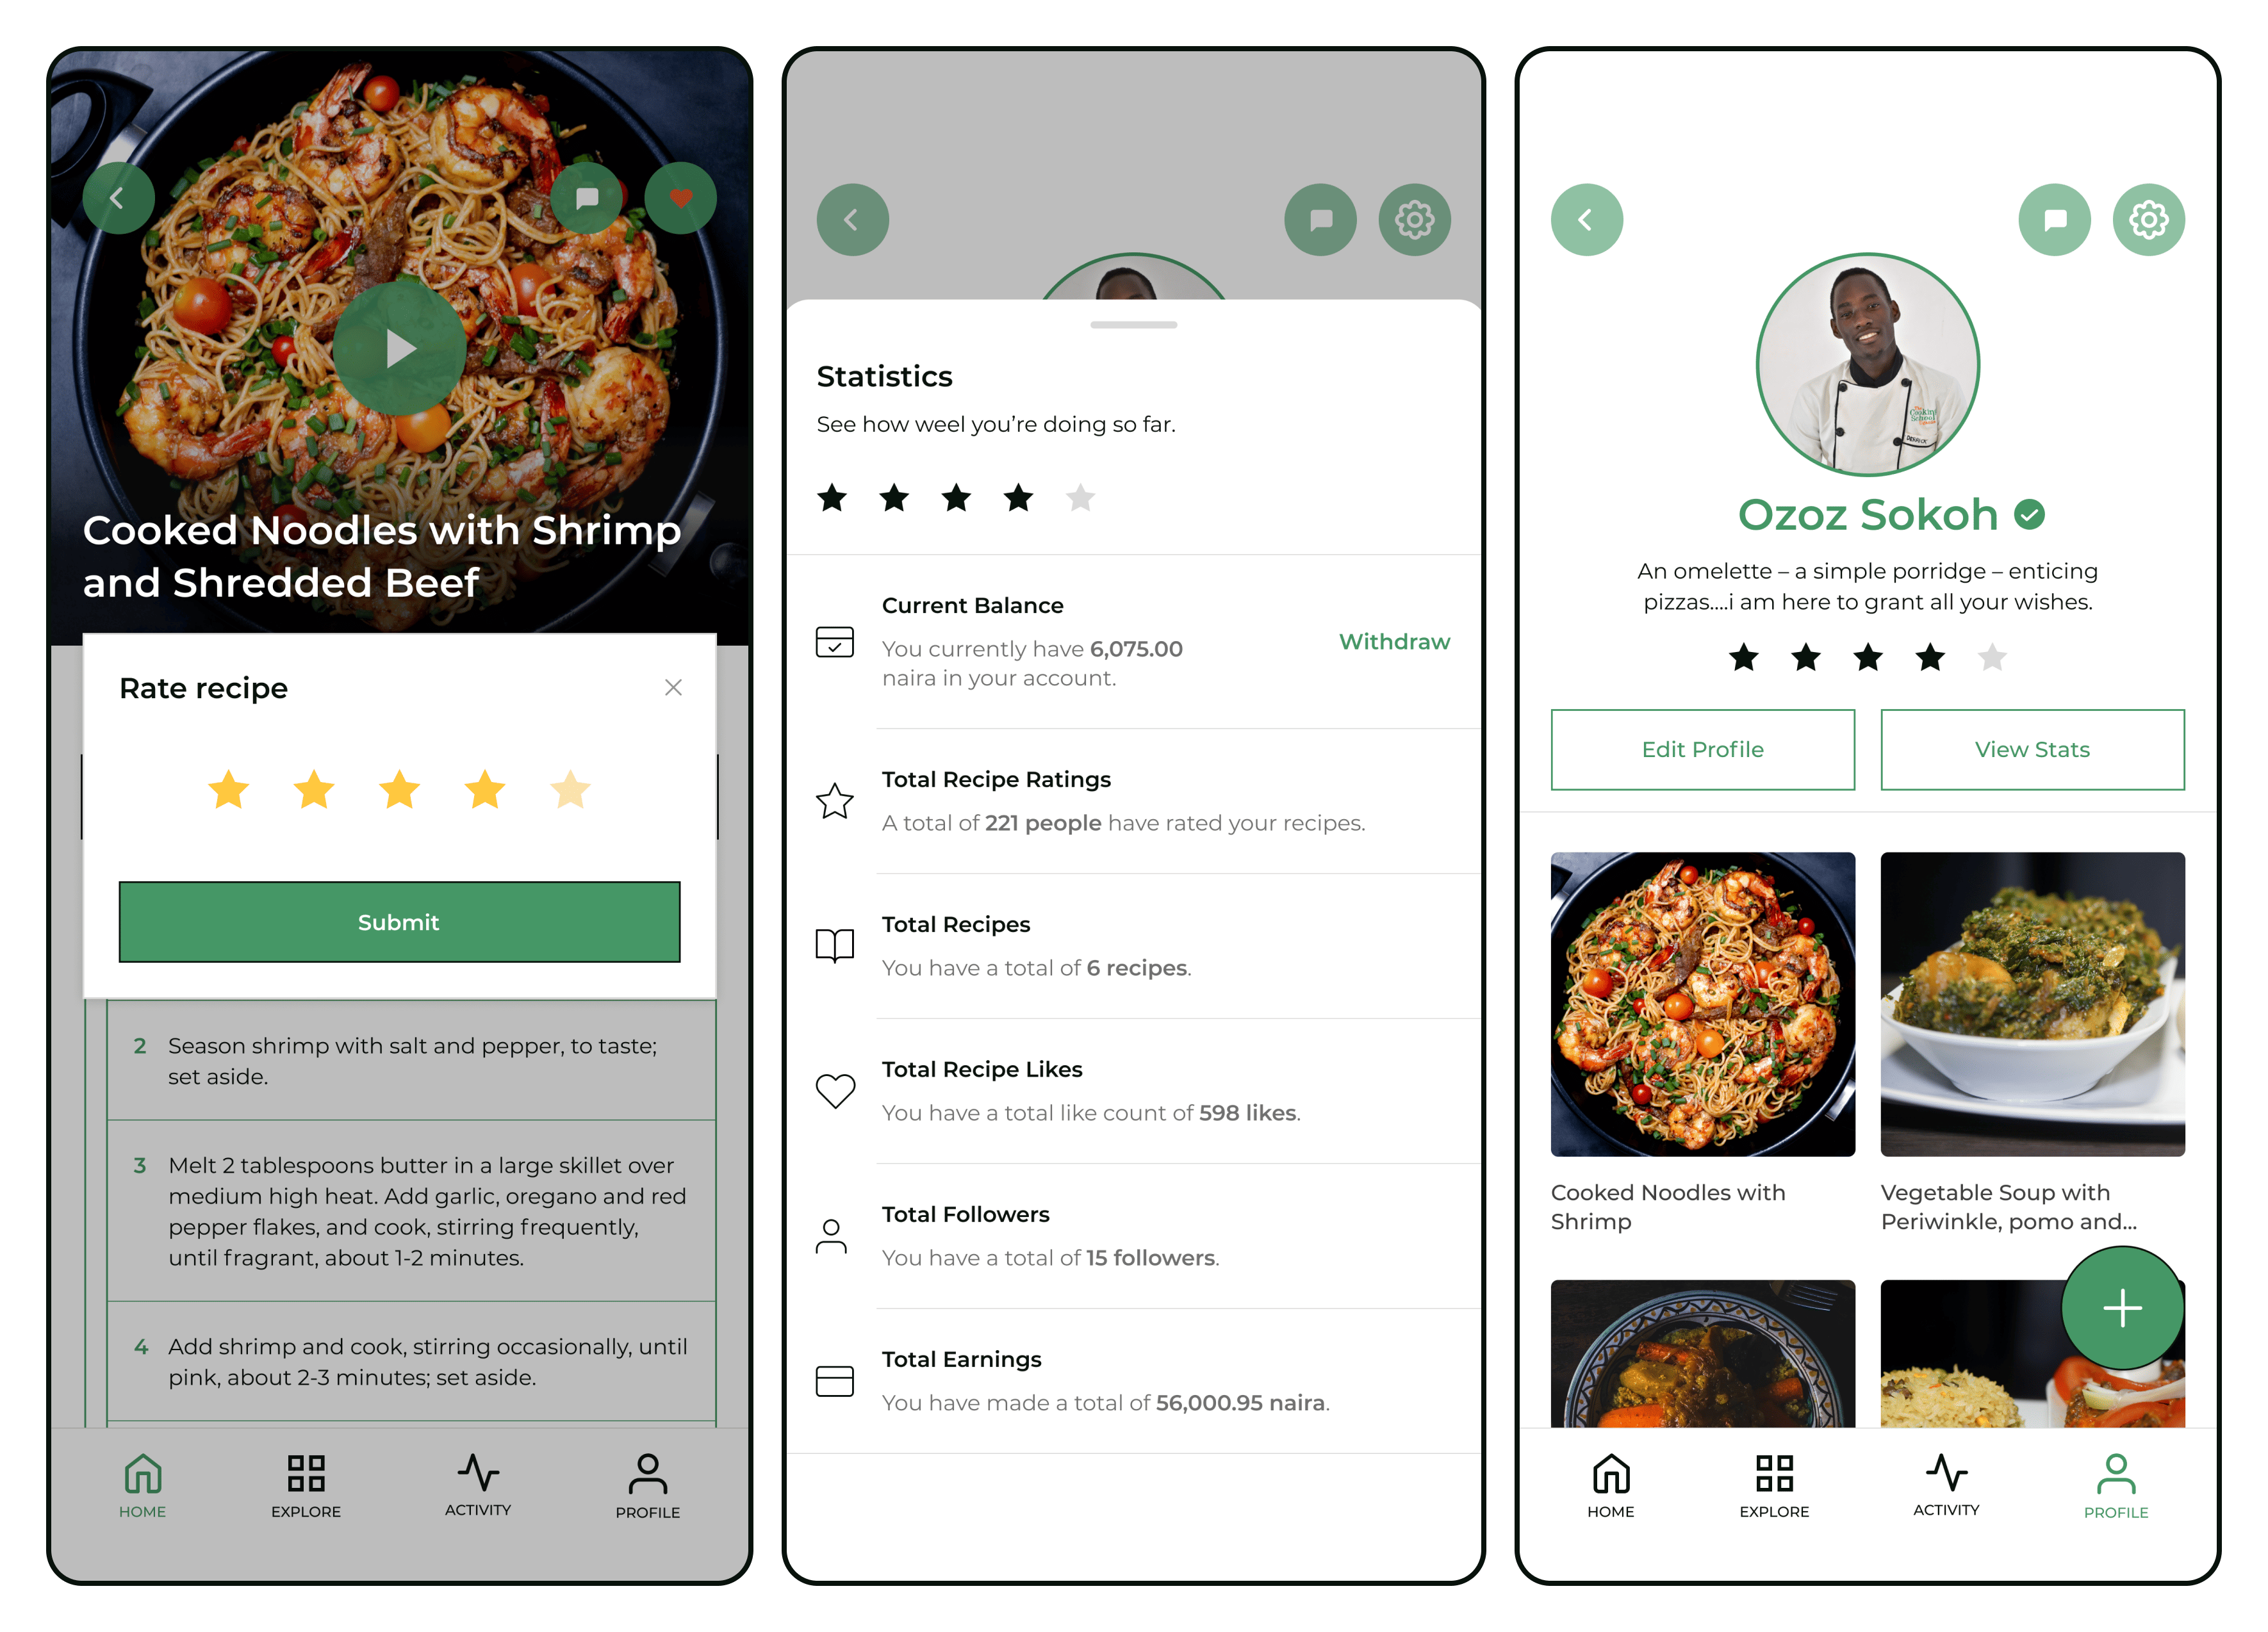 Cooked Noodles with Shrimp
and Shredded Beef
Rate recipe
Submit
2 Season shrimp with salt and pepper, to taste;
set aside.
3 Melt 2 tablespoons butter in a large skillet over
medium high heat. Add garlic, oregano and red
pepper flakes, and cook, stirring frequently,
until fragrant, about 1-2 minutes.
4 Add shrimp and cook, stirring occasionally, until
pink, about 2-3 minutes; set aside.
HOME EXPLORE ACTIVITY PROFILE
Statistics
See how weel you’re doing so far.
Current Balance
You currently have 6,075.00
naira in your account.
Withdraw
Total Recipe Ratings
A total of 221 people have rated your recipes.
Total Recipes
You have a total of 6 recipes.
Total Recipe Likes
You have a total like count of 598 likes.
Total Followers
You have a total of 15 followers.
Total Earnings
You have made a total of 56,000.95 naira.
The
Cooking
School
DERRICK
Ozoz Sokoh
An omelette – a simple porridge – enticing
pizzas....i am here to grant all your wishes.
Edit Profile View Stats
Cooked Noodles with
Shrimp
Vegetable Soup with
Periwinkle, pomo and...
HOME EXPLORE ACTIVITY PROFILE